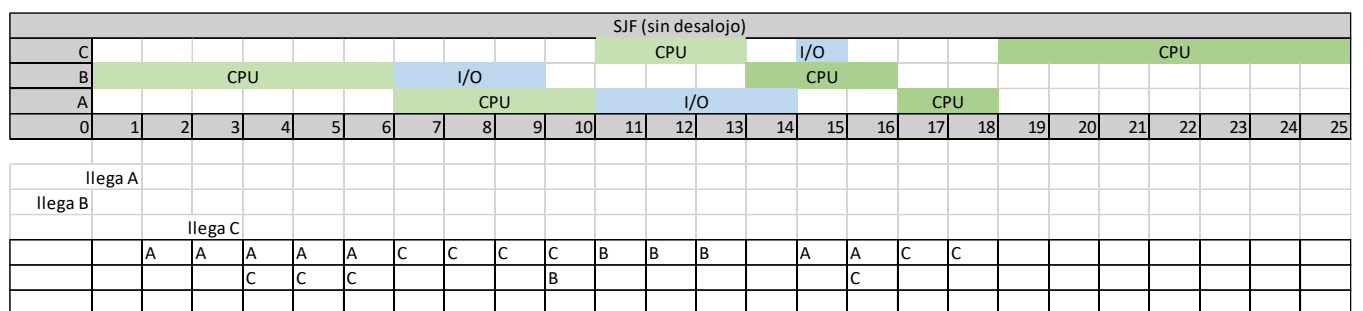 SJF (sin desalojo)
C CPU I/O CPU
B CPU I/O CPU
A CPU I/O CPU
0 1 2 3 4 5 6 7 8 9 10 11 12 13 14 15 16 17 18 19 20 21 22 23 24 25
llega A
llega B
llega C
A A A A A C C C C B B B A A C C
C C C B C